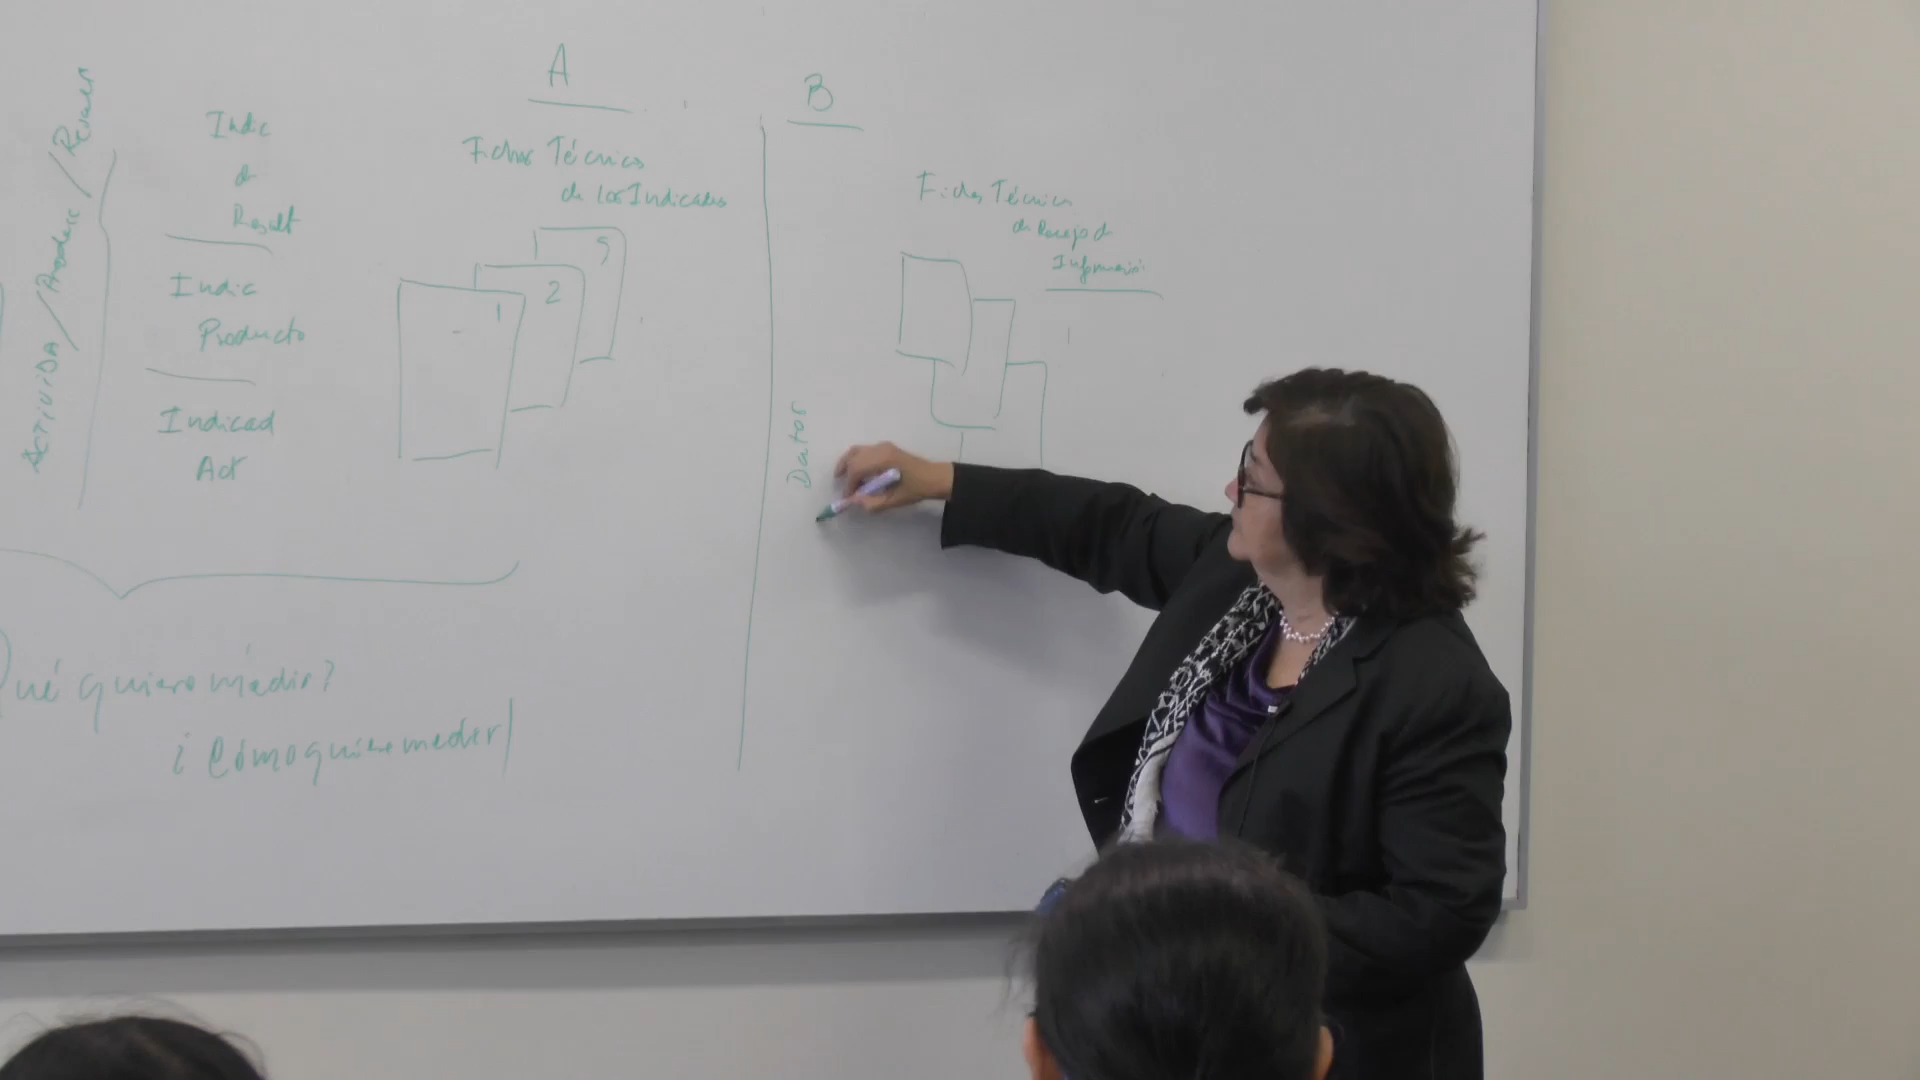 ACTIVIDA / Producc / Result
Indic
de
Result
Indic
Producto
Indicad
Act
A
Fichas Técnicas
de los Indicadores
1
2
5
¿Qué quiero medir?
¿Cómo quiero medir
B
Fichas Técnicas
de Recojo de
Información
Datos